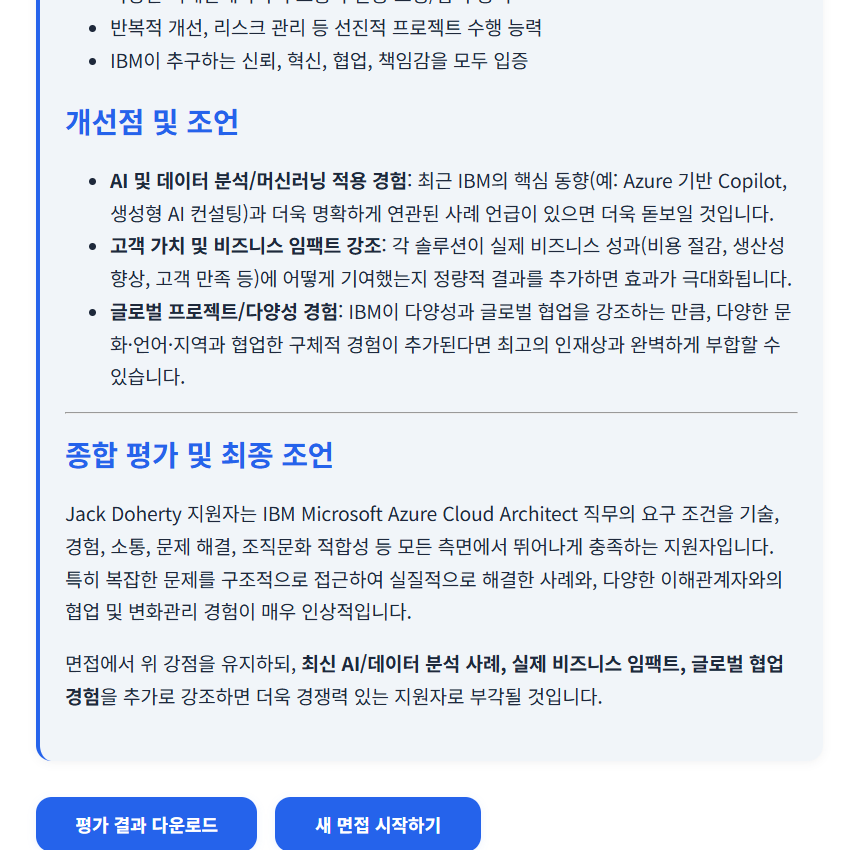 반복적 개선, 리스크 관리 등 선진적 프로젝트 수행 능력
IBM이 추구하는 신뢰, 혁신, 협업, 책임감을 모두 입증
개선점 및 조언
AI 및 데이터 분석/머신러닝 적용 경험: 최근 IBM의 핵심 동향(예: Azure 기반 Copilot,
생성형 AI 컨설팅)과 더욱 명확하게 연관된 사례 언급이 있으면 더욱 돋보일 것입니다.
고객 가치 및 비즈니스 임팩트 강조: 각 솔루션이 실제 비즈니스 성과(비용 절감, 생산성
향상, 고객 만족 등)에 어떻게 기여했는지 정량적 결과를 추가하면 효과가 극대화됩니다.
글로벌 프로젝트/다양성 경험: IBM이 다양성과 글로벌 협업을 강조하는 만큼, 다양한 문
화·언어·지역과 협업한 구체적 경험이 추가된다면 최고의 인재상과 완벽하게 부합할 수
있습니다.
종합 평가 및 최종 조언
Jack Doherty 지원자는 IBM Microsoft Azure Cloud Architect 직무의 요구 조건을 기술,
경험, 소통, 문제 해결, 조직문화 적합성 등 모든 측면에서 뛰어나게 충족하는 지원자입니다.
특히 복잡한 문제를 구조적으로 접근하여 실질적으로 해결한 사례와, 다양한 이해관계자와의
협업 및 변화관리 경험이 매우 인상적입니다.
면접에서 위 강점을 유지하되, 최신 AI/데이터 분석 사례, 실제 비즈니스 임팩트, 글로벌 협업
경험을 추가로 강조하면 더욱 경쟁력 있는 지원자로 부각될 것입니다.
평가 결과 다운로드
새 면접 시작하기